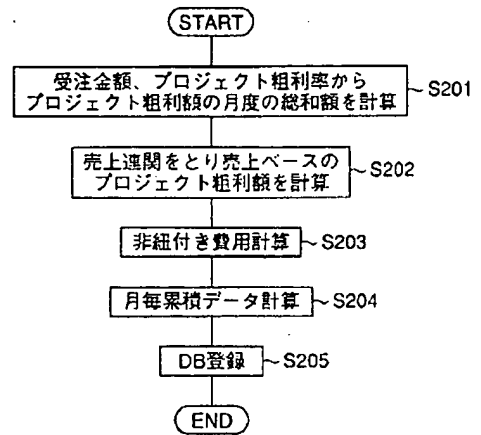 START
受注金額、プロジェクト粗利率から
プロジェクト粗利額の月度の総和額を計算
S201
売上連関をとり売上ベースの
プロジェクト粗利額を計算
S202
非紐付き費用計算
S203
月毎累積データ計算
S204
DB登録
S205
END